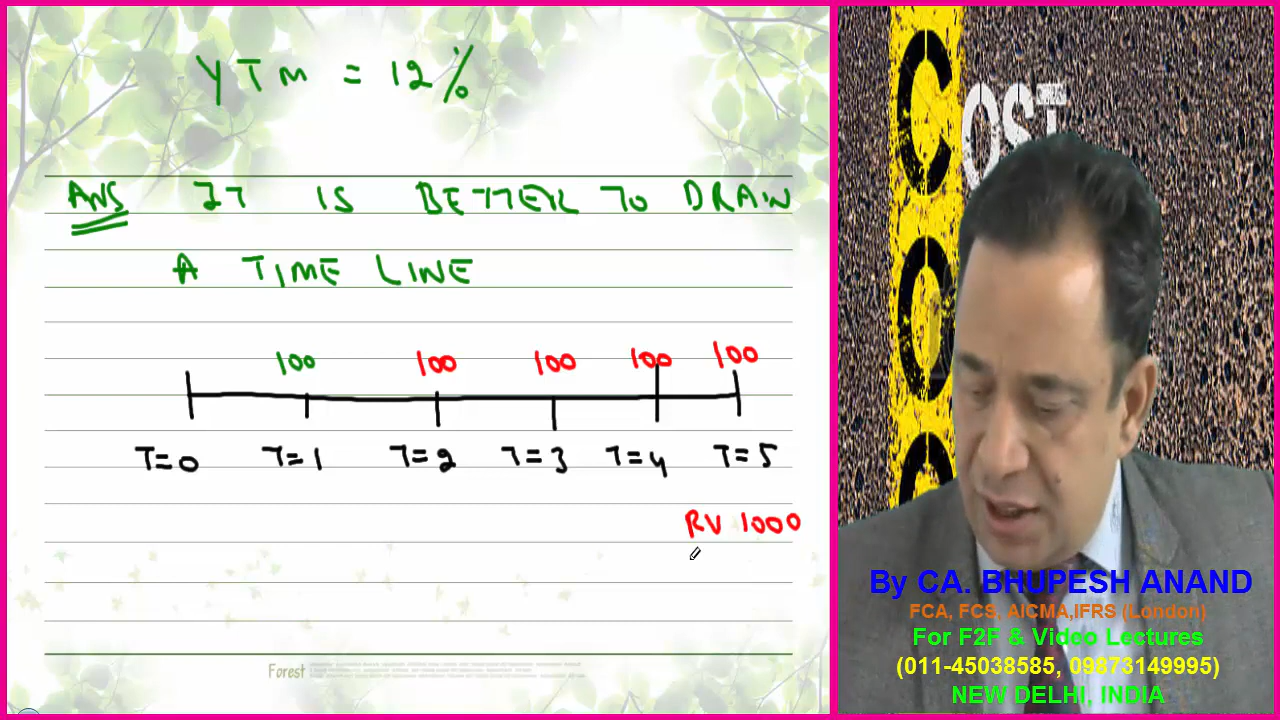 YTM = 12%
ANS IT IS BETTER TO DRAW
A TIME LINE
100 100 100 100 100
T=0 T=1 T=2 T=3 T=4 T=5
RV 1000
Forest
COST
By CA. BHUPESH ANAND
FCA, FCS, AICMA,IFRS (London)
For F2F & Video Lectures
(011-45038585, 09873149995)
NEW DELHI, INDIA